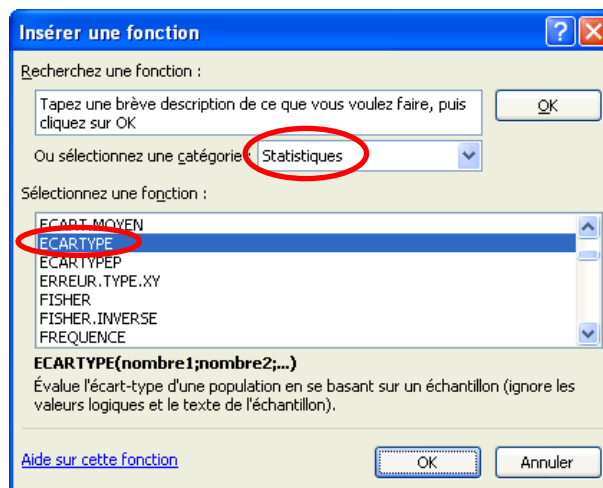 Insérer une fonction
Recherchez une fonction :
Tapez une brève description de ce que vous voulez faire, puis
cliquez sur OK
OK
Ou sélectionnez une catégorie : Statistiques
Sélectionnez une fonction :
ECART.MOYEN
ECARTYPE
ECARTYPEP
ERREUR.TYPE.XY
FISHER
FISHER.INVERSE
FREQUENCE
ECARTYPE(nombre1;nombre2;...)
Évalue l'écart-type d'une population en se basant sur un échantillon (ignore les
valeurs logiques et le texte de l'échantillon).
Aide sur cette fonction
OK
Annuler